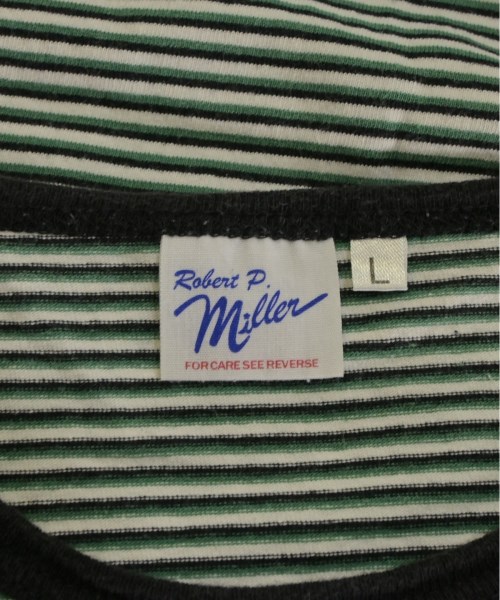 Robert P.
Miller
FOR CARE SEE REVERSE
L